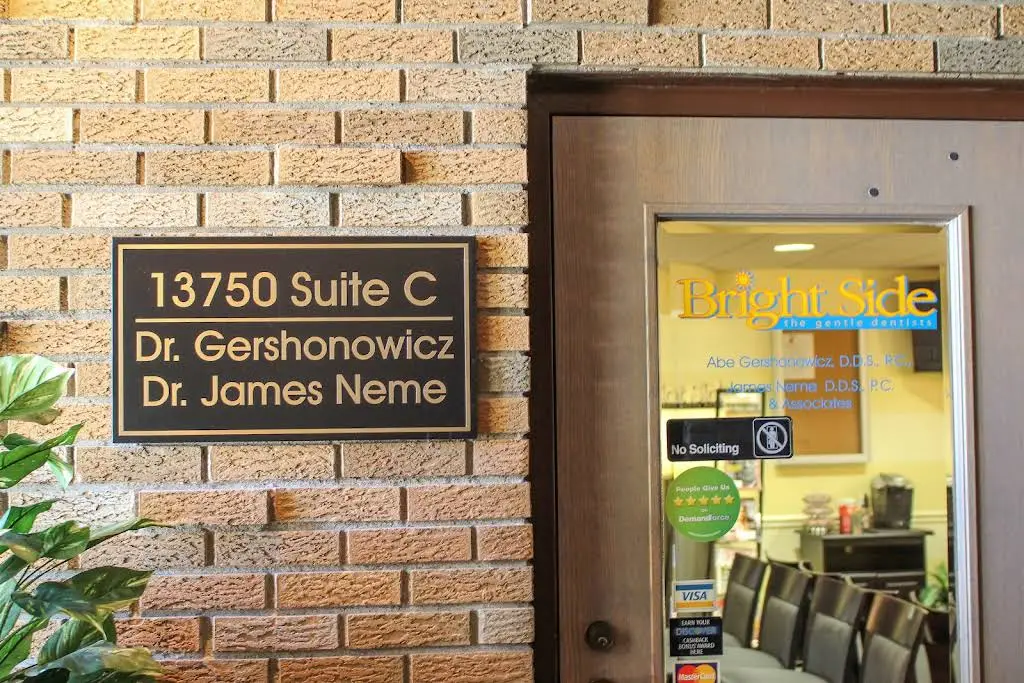 13750 Suite C
Dr. Gershonowicz
Dr. James Neme
Bright Side
the gentle dentists
Abe Gershonowicz, D.D.S., P.C.,
James Neme D.D.S., P.C.
& Associates
No Soliciting
People Give Us
on
Demandforce
VISA
EARN YOUR
DISCOVER
CASHBACK
BONUS AWARD
HERE
MasterCard